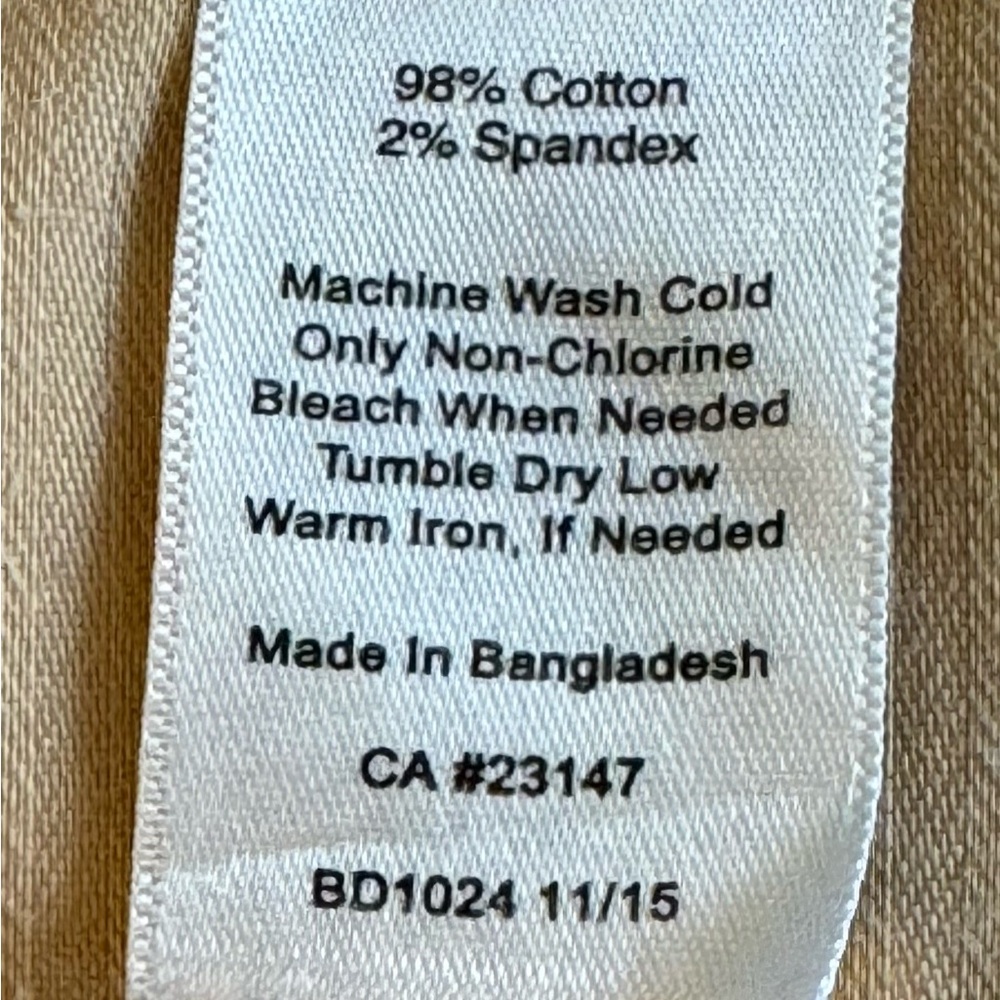 98% Cotton
2% Spandex
Machine Wash Cold
Only Non-Chlorine
Bleach When Needed
Tumble Dry Low
Warm Iron, If Needed
Made In Bangladesh
CA #23147
BD1024 11/15